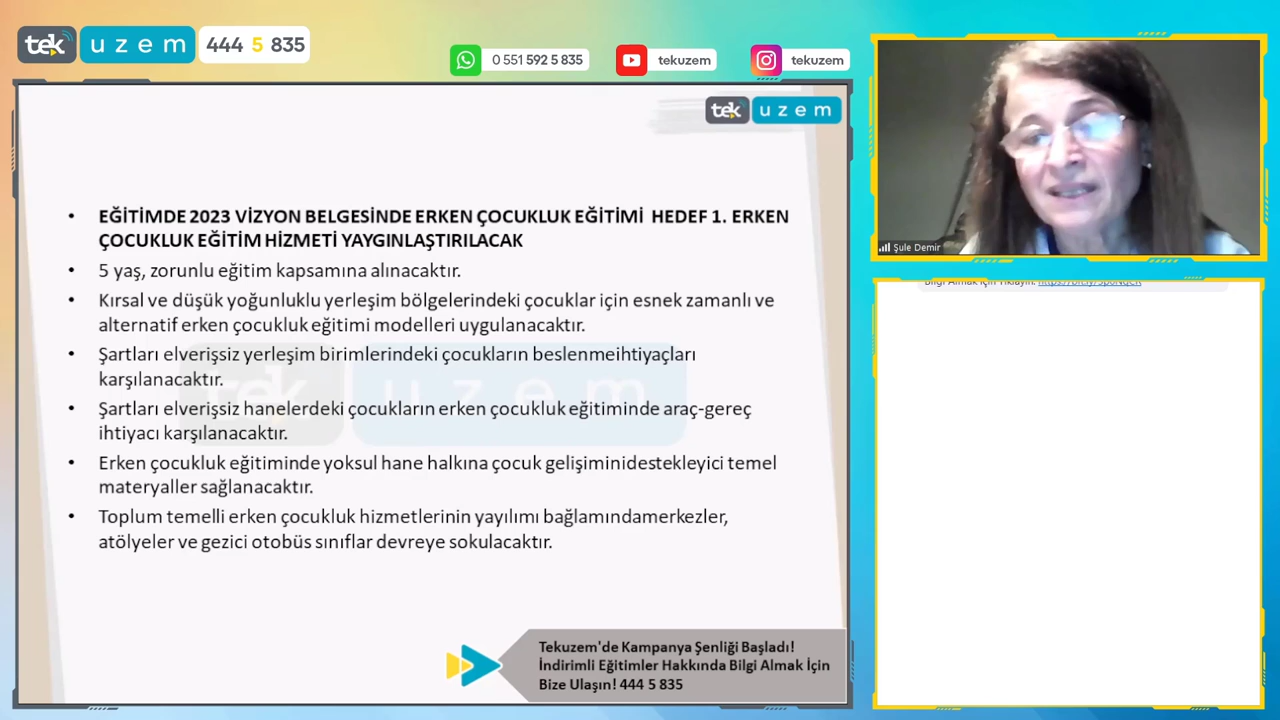 tek uzem 444 5 835
0 551 592 5 835
tekuzem
tekuzem
tek uzem
• EĞİTİMDE 2023 VİZYON BELGESİNDE ERKEN ÇOCUKLUK EĞİTİMİ HEDEF 1. ERKEN
ÇOCUKLUK EĞİTİM HİZMETİ YAYGINLAŞTIRILACAK
• 5 yaş, zorunlu eğitim kapsamına alınacaktır.
• Kırsal ve düşük yoğunluklu yerleşim bölgelerindeki çocuklar için esnek zamanlı ve
alternatif erken çocukluk eğitimi modelleri uygulanacaktır.
• Şartları elverişsiz yerleşim birimlerindeki çocukların beslenmeihtiyaçları
karşılanacaktır.
• Şartları elverişsiz hanelerdeki çocukların erken çocukluk eğitiminde araç-gereç
ihtiyacı karşılanacaktır.
• Erken çocukluk eğitiminde yoksul hane halkına çocuk gelişiminidestekleyici temel
materyaller sağlanacaktır.
• Toplum temelli erken çocukluk hizmetlerinin yayılımı bağlamındamerkezler,
atölyeler ve gezici otobüs sınıflar devreye sokulacaktır.
tek uzem
Tekuzem'de Kampanya Şenliği Başladı!
İndirimli Eğitimler Hakkında Bilgi Almak İçin
Bize Ulaşın! 444 5 835
Şule Demir
Bilgi Almak İçin Tıklayın: